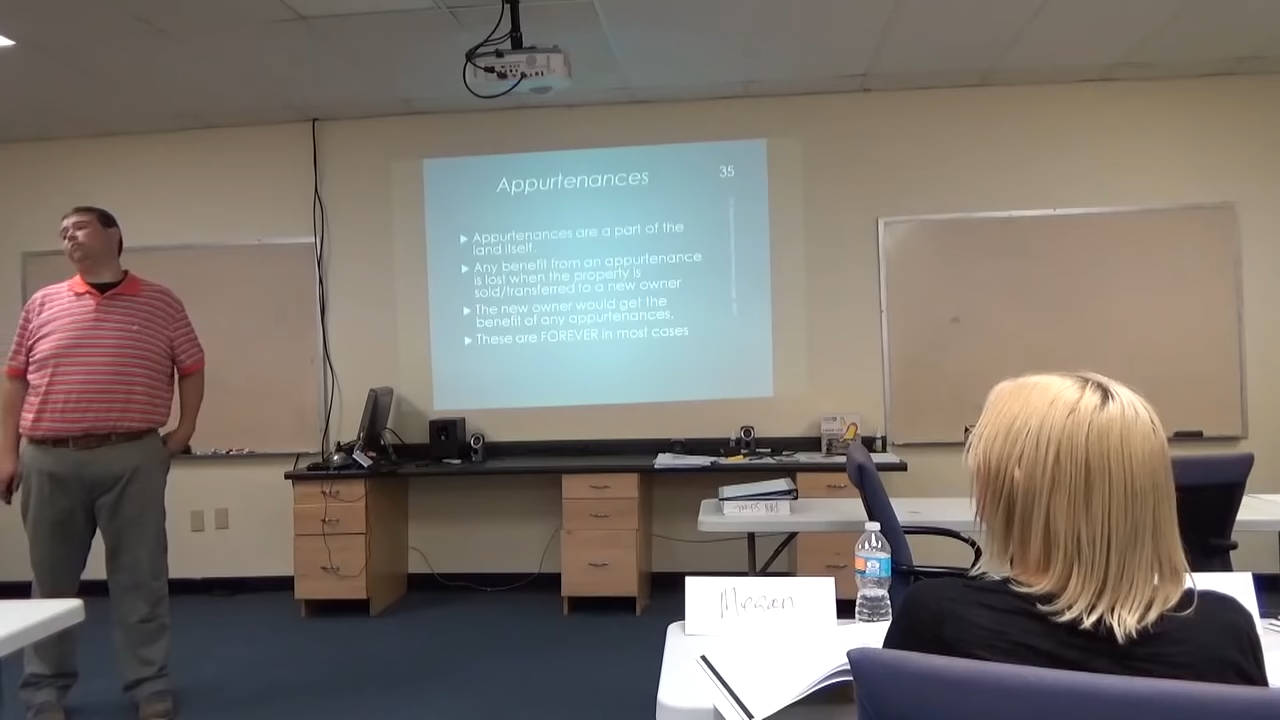 Appurtenances
35
Appurtenances are a part of the
land itself.
Any benefit from an appurtenance
is lost when the property is
sold/transferred to a new owner
The new owner would get the
benefit of any appurtenances.
These are FOREVER in most cases
Megan